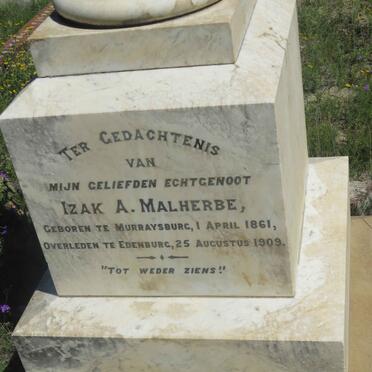 TER GEDACHTENIS
VAN
MIJN GELIEFDEN ECHTGENOOT
IZAK A. MALHERBE,
GEBOREN TE MURRAYSBURG, 1 APRIL 1861,
OVERLEDEN TE EDENBURG, 25 AUGUSTUS 1909.
"TOT WEDER ZIENS!"